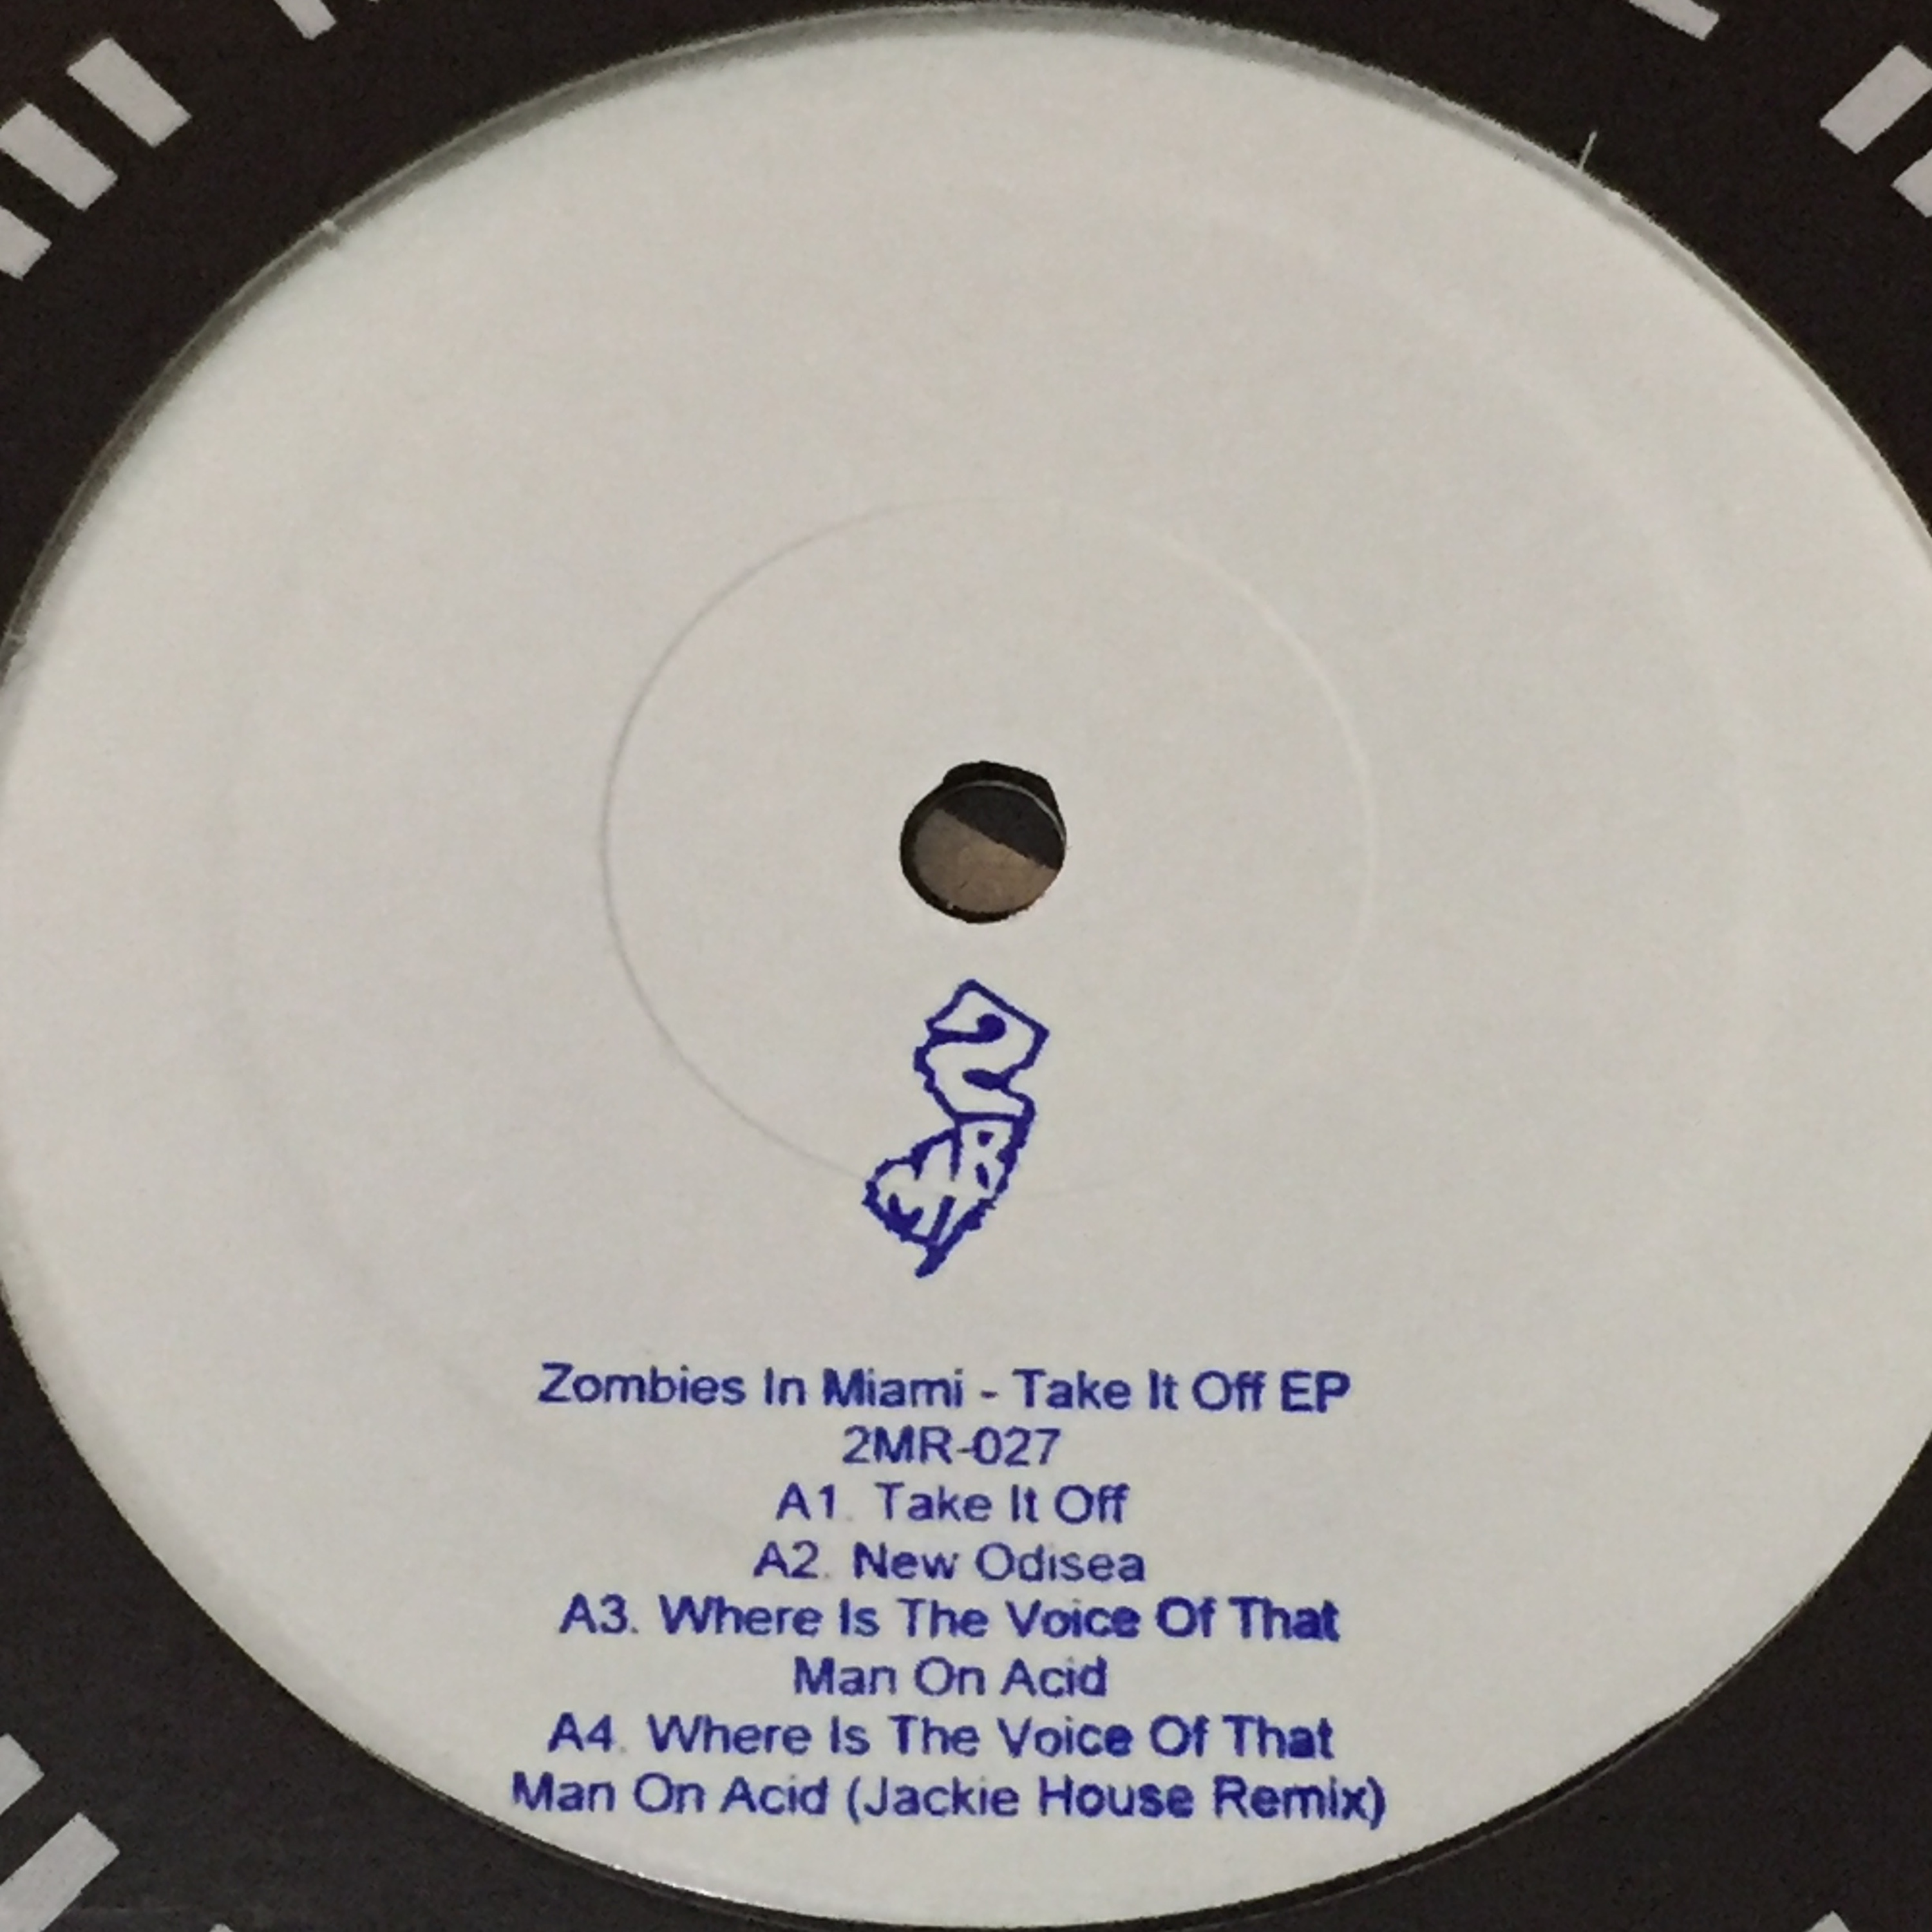 2
MR
Zombies In Miami - Take It Off EP
2MR-027
A1. Take It Off
A2. New Odisea
A3. Where Is The Voice Of That
Man On Acid
A4. Where Is The Voice Of That
Man On Acid (Jackie House Remix)